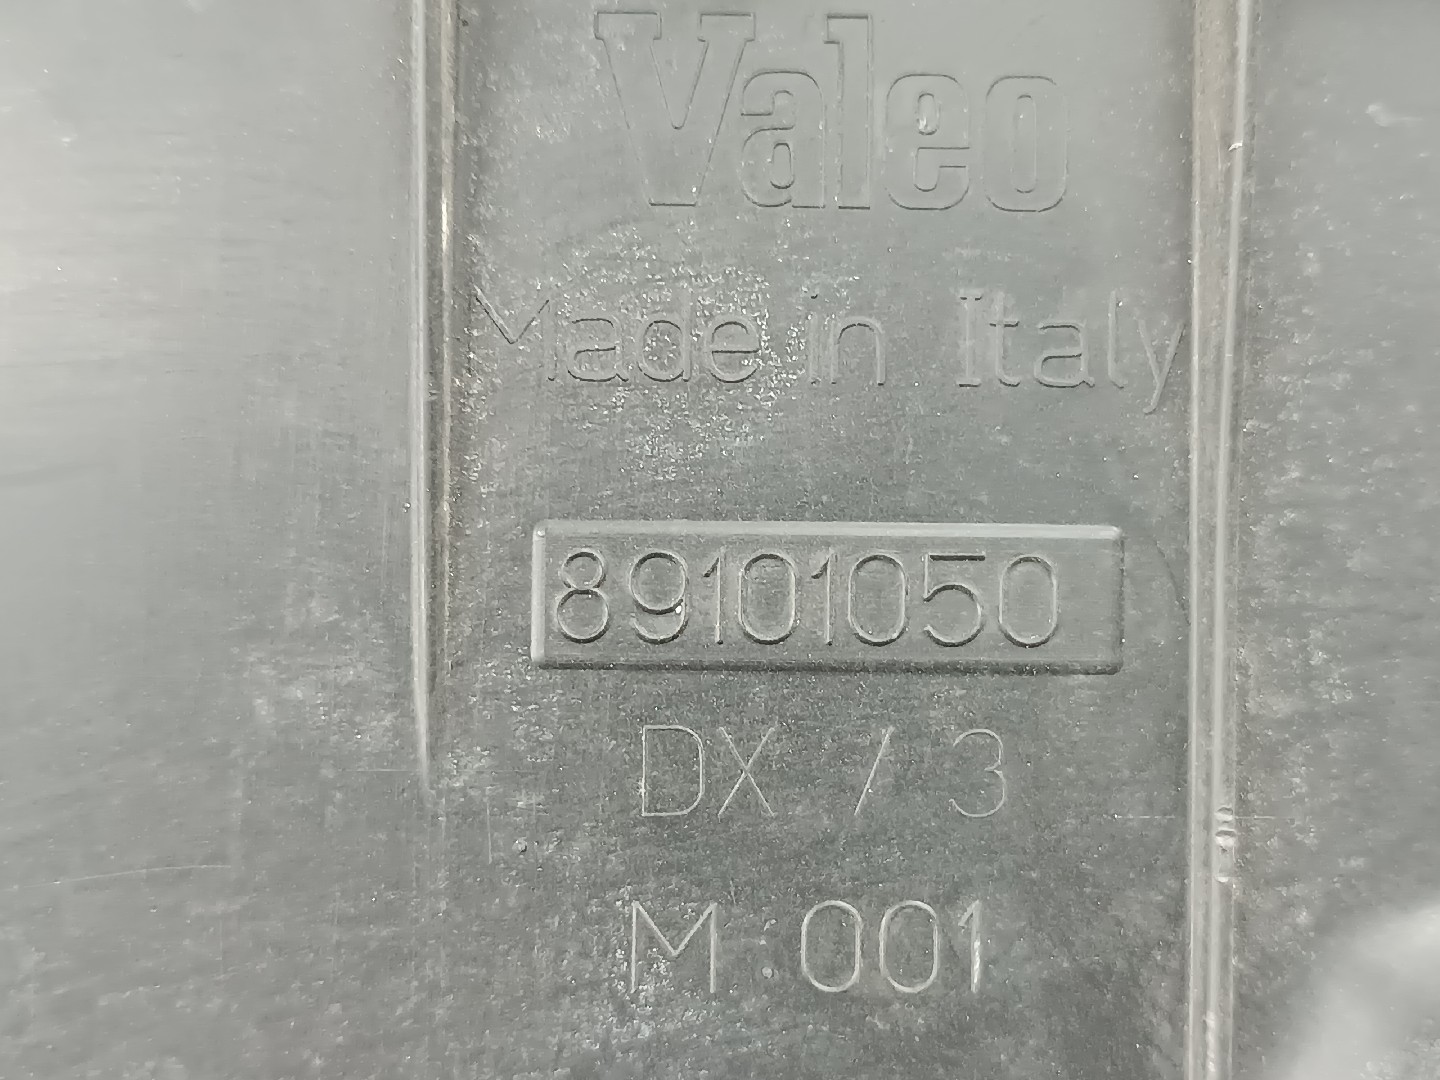 Valeo
Made in Italy
89101050
DX / 3
M 001